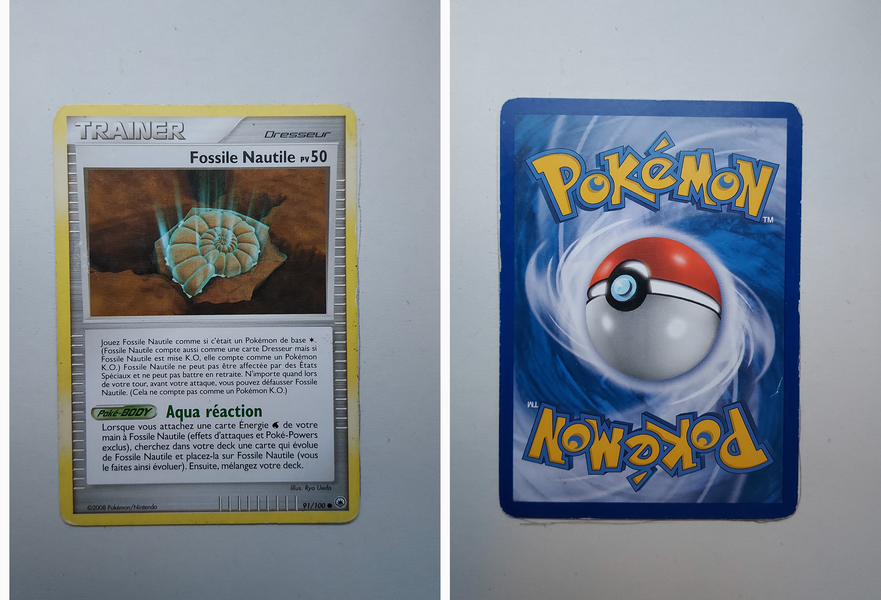 TRAINER
Dresseur
Fossile Nautile PV 50
Jouez Fossile Nautile comme si c'était un Pokémon de base
(Fossile Nautile compte aussi comme une carte Dresseur mais si
Fossile Nautile est mise K.O, elle compte comme un Pokémon
K.O.) Fossile Nautile ne peut pas être affectée par des États
Spéciaux et ne peut pas battre en retraite. N'importe quand lors
de votre tour, avant votre attaque, vous pouvez défausser Fossile
Nautile. (Cela ne compte pas comme un Pokémon K.O.)
Poké-BODY Aqua réaction
Lorsque vous attachez une carte Énergie de votre
main à Fossile Nautile (effets d'attaques et Poké-Powers
exclus), cherchez dans votre deck une carte qui évolue
de Fossile Nautile et placez-la sur Fossile Nautile (vous
le faites ainsi évoluer). Ensuite, mélangez votre deck.
Illus. Ryo Ueda
©2008 Pokémon/Nintendo
91/100
POKéMON
TM
TM
POKéMON